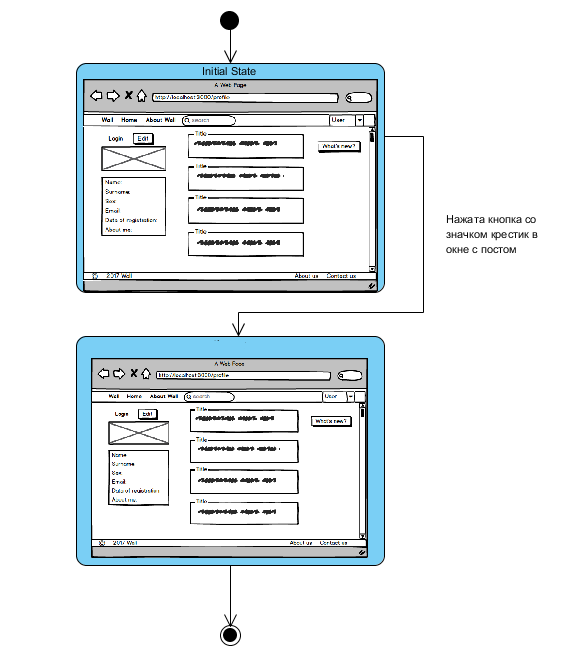 Initial State
A Web Page
http://localhost:3000/profile
Wall Home About Wall search User
Login Edit
What's new?
Title
Title
Title
Title
Name:
Surname:
Sex:
Email:
Date of registration:
About me:
© 2017 Wall About us Contact us
Нажата кнопка со
значком крестик в
окне с постом
A Web Page
http://localhost:3000/profile
Wall Home About Wall search User
Login Edit
What's new?
Title
Title
Title
Title
Name:
Surname:
Sex:
Email:
Date of registration:
About me:
© 2017 Wall About us Contact us